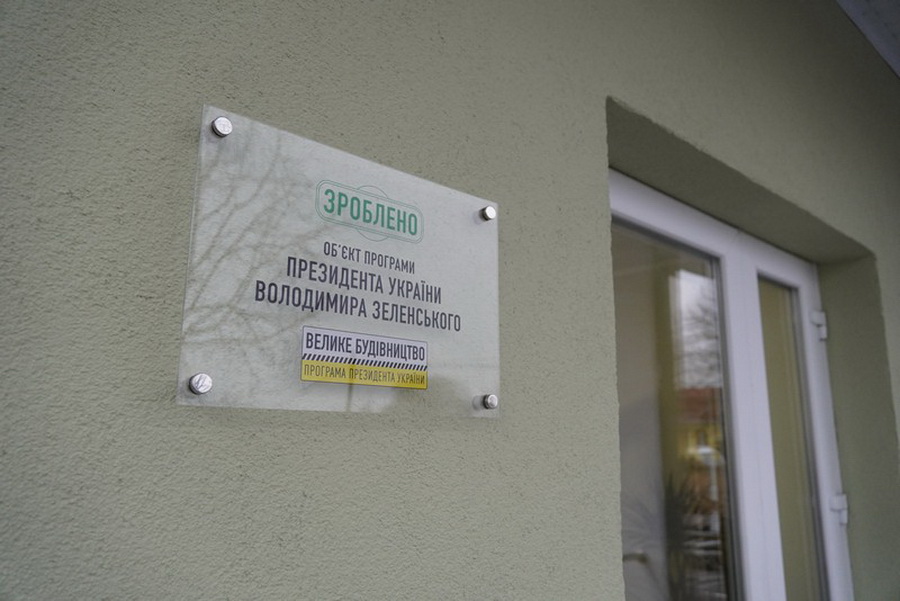 ЗРОБЛЕНО
ОБ'ЄКТ ПРОГРАМИ
ПРЕЗИДЕНТА УКРАЇНИ
ВОЛОДИМИРА ЗЕЛЕНСЬКОГО
ВЕЛИКЕ БУДІВНИЦТВО
ПРОГРАМА ПРЕЗИДЕНТА УКРАЇНИ